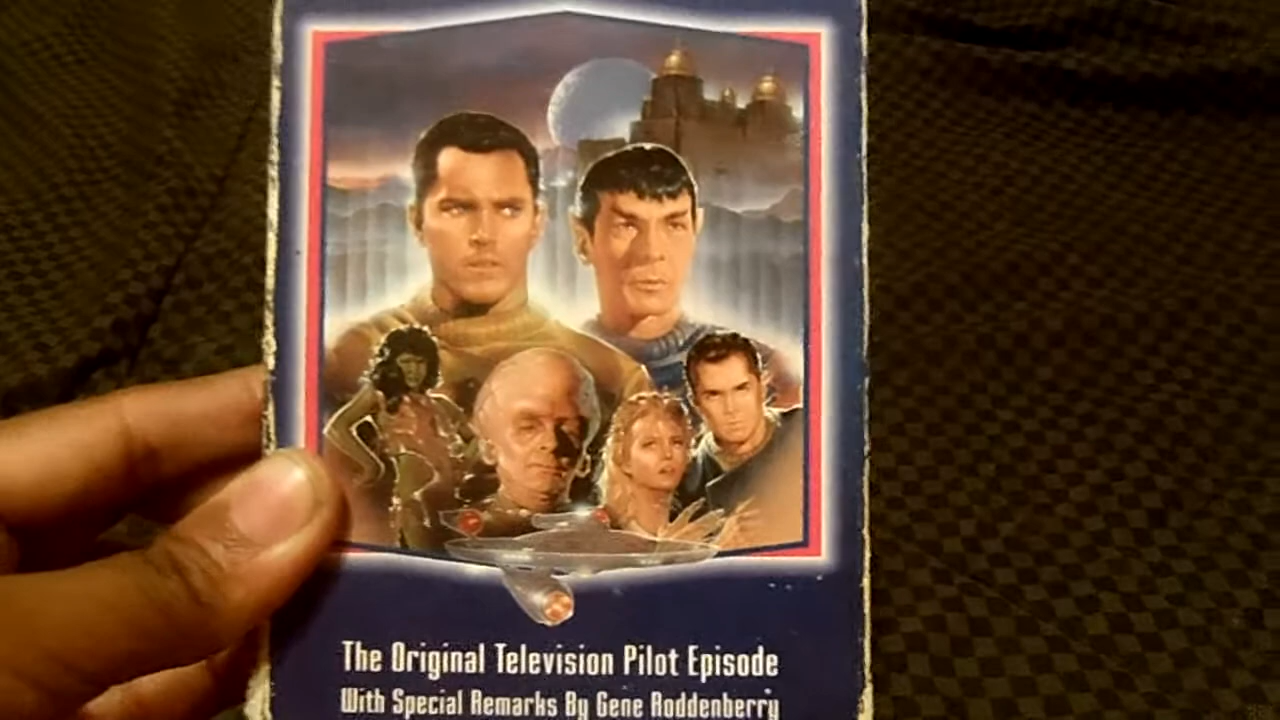 The Original Television Pilot Episode
With Special Remarks By Gene Roddenberry